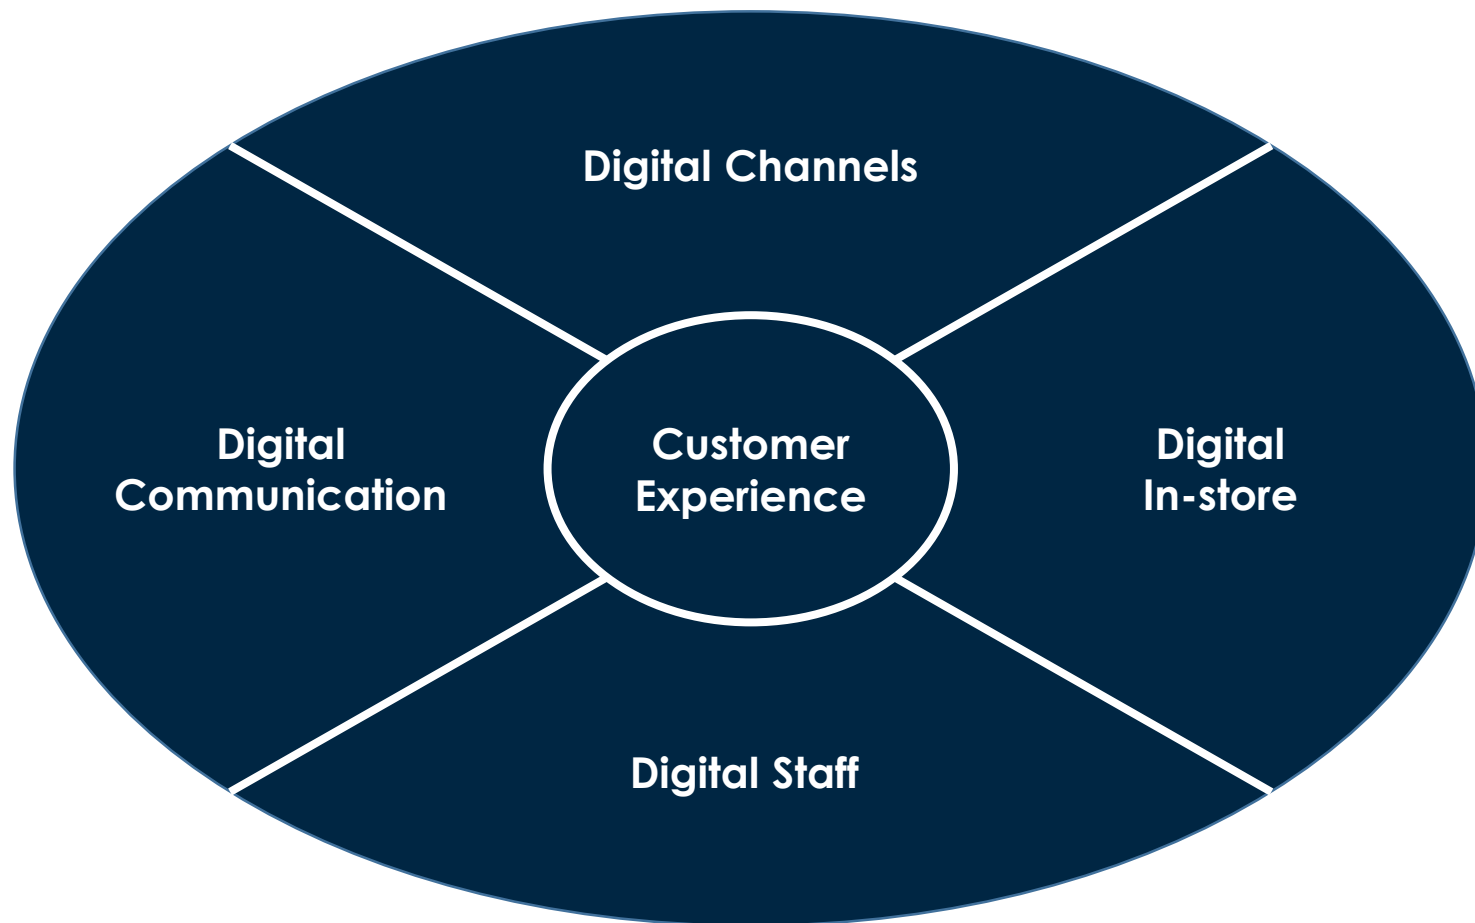 Digital Channels
Digital
Communication
Customer
Experience
Digital
In-store
Digital Staff